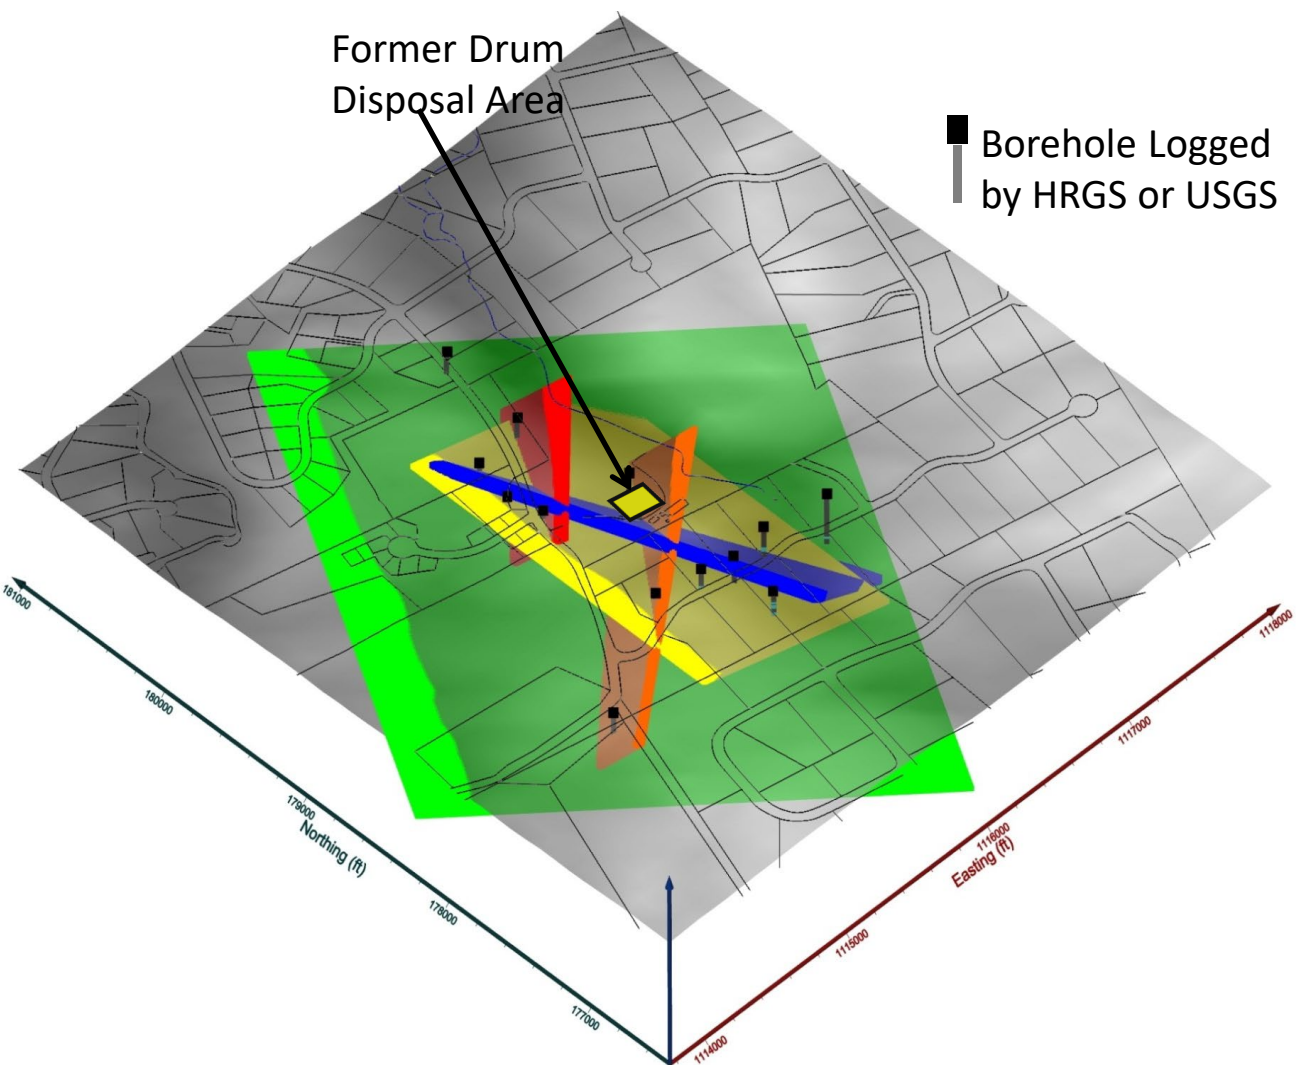 Former Drum
Disposal Area
Borehole Logged
by HRGS or USGS
181000
180000
179000
Northing (ft)
178000
177000
1118000
1117000
1116000
Easting (ft)
1115000
1114000